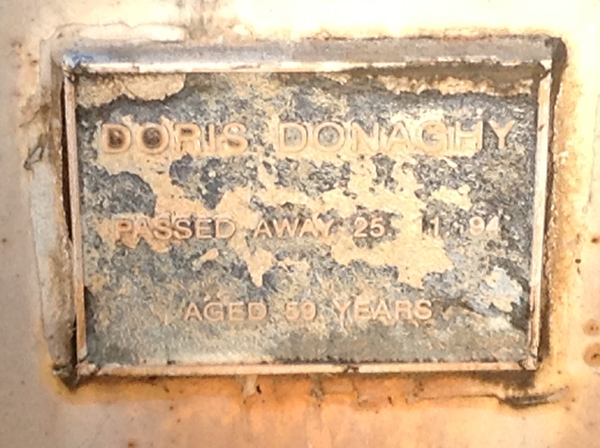 DORIS DONAGHY
PASSED AWAY 25. 11. 94
AGED 59 YEARS